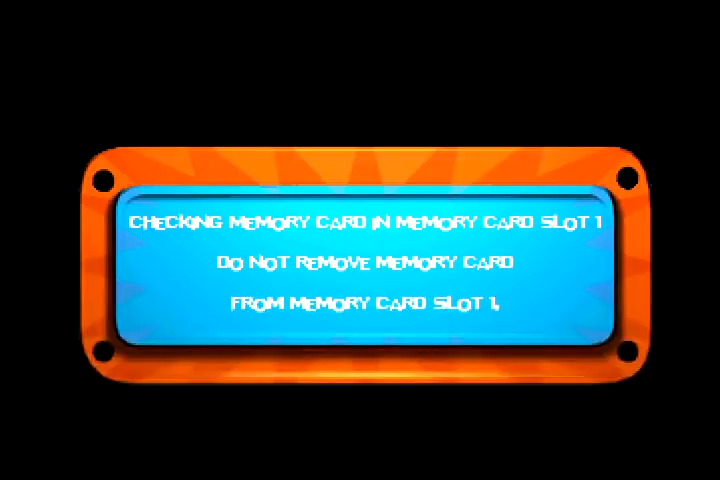 CHECKING MEMORY CARD IN MEMORY CARD SLOT 1
DO NOT REMOVE MEMORY CARD
FROM MEMORY CARD SLOT 1.